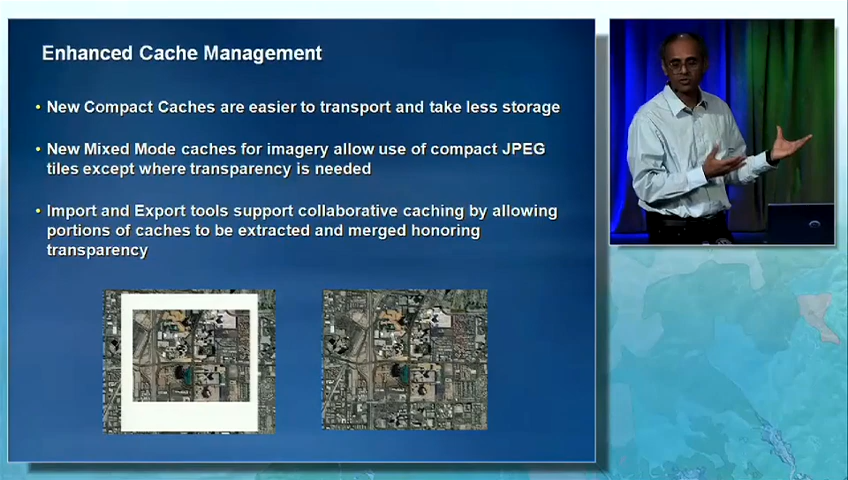 Enhanced Cache Management
• New Compact Caches are easier to transport and take less storage
• New Mixed Mode caches for imagery allow use of compact JPEG
tiles except where transparency is needed
• Import and Export tools support collaborative caching by allowing
portions of caches to be extracted and merged honoring
transparency